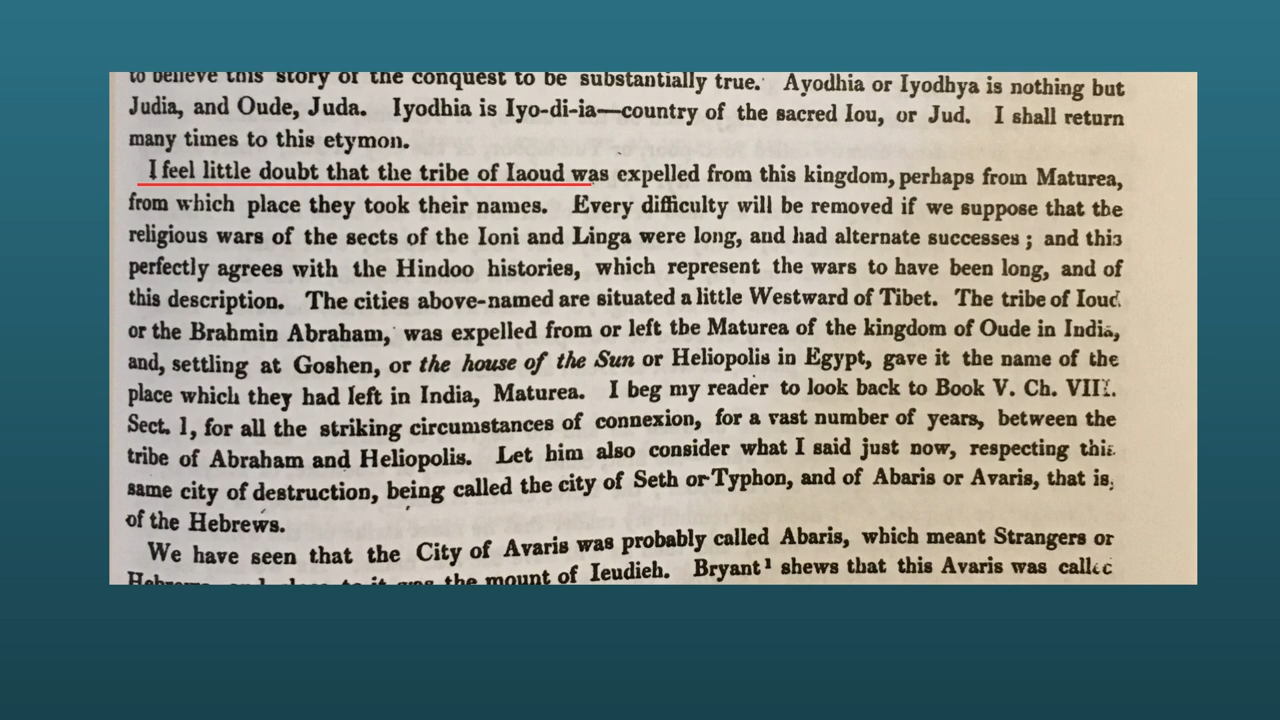 to believe this story of the conquest to be substantially true. Ayodhia or Iyodhya is nothing but
Judia, and Oude, Juda. Iyodhia is Iyo-di-ia—country of the sacred Iou, or Jud. I shall return
many times to this etymon.
I feel little doubt that the tribe of Iaoud was expelled from this kingdom, perhaps from Maturea,
from which place they took their names. Every difficulty will be removed if we suppose that the
religious wars of the sects of the Ioni and Linga were long, and had alternate successes; and this
perfectly agrees with the Hindoo histories, which represent the wars to have been long, and of
this description. The cities above-named are situated a little Westward of Tibet. The tribe of Ioud
or the Brahmin Abraham, was expelled from or left the Maturea of the kingdom of Oude in India,
and, settling at Goshen, or the house of the Sun or Heliopolis in Egypt, gave it the name of the
place which they had left in India, Maturea. I beg my reader to look back to Book V. Ch. VIII.
Sect. 1, for all the striking circumstances of connexion, for a vast number of years, between the
tribe of Abraham and Heliopolis. Let him also consider what I said just now, respecting this
same city of destruction, being called the city of Seth or Typhon, and of Abaris or Avaris, that is,
of the Hebrews.
We have seen that the City of Avaris was probably called Abaris, which meant Strangers or
Hebrews, and close to it was the mount of Ieudieh. Bryant¹ shews that this Avaris was called